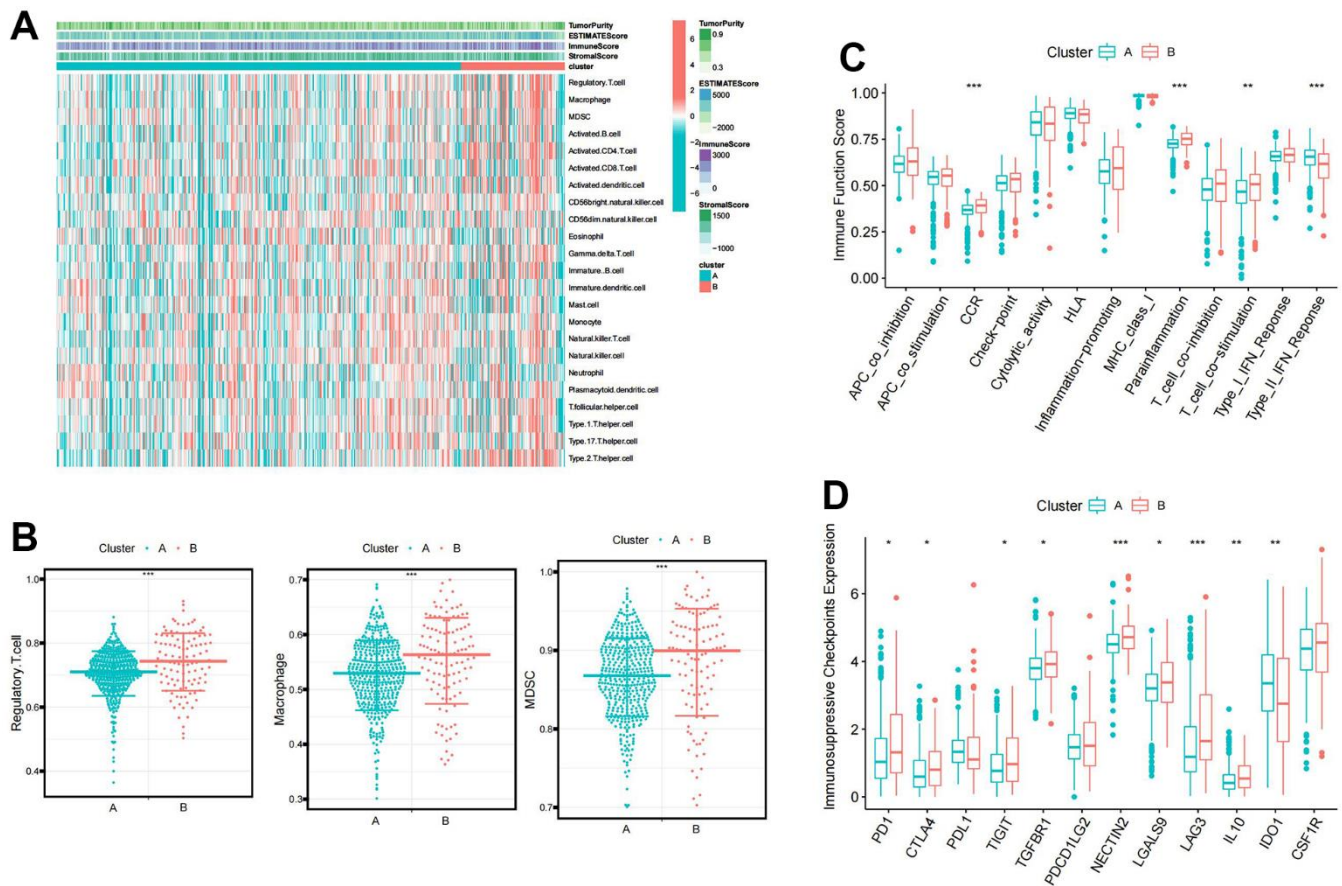 A
TumorPurity
ESTIMATEScore
ImmuneScore
StromalScore
cluster
Regulatory.T.cell
Macrophage
MDSC
Activated.B.cell
Activated.CD4.T.cell
Activated.CD8.T.cell
Activated.dendritic.cell
CD56bright.natural.killer.cell
CD56dim.natural.killer.cell
Eosinophil
Gamma.delta.T.cell
Immature..B.cell
Immature.dendritic.cell
Mast.cell
Monocyte
Natural.killer.T.cell
Natural.killer.cell
Neutrophil
Plasmacytoid.dendritic.cell
T.follicular.helper.cell
Type.1.T.helper.cell
Type.17.T.helper.cell
Type.2.T.helper.cell
6
4
2
0
−2
−4
−6
TumorPurity
0.9
0.3
ESTIMATEScore
5000
−2000
ImmuneScore
3000
0
StromalScore
1500
−1000
cluster
A
B
B
Cluster A B
***
Regulatory.T.cell
1.0
0.8
0.6
0.4
A B
Cluster A B
***
Macrophage
0.7
0.6
0.5
0.4
0.3
A B
Cluster A B
***
MDSC
1.0
0.9
0.8
0.7
A B
C
Cluster A B
*** *** ** ***
Immune Function Score
1.00
0.75
0.50
0.25
0.00
APC_co_inhibition
APC_co_stimulation
CCR
Check−point
Cytolytic_activity
HLA
Inflammation−promoting
MHC_class_I
Parainflammation
T_cell_co−inhibition
T_cell_co−stimulation
Type_I_IFN_Reponse
Type_II_IFN_Reponse
D
Cluster A B
* * * * *** * *** ** **
Immunosuppressive Checkpoints Expression
6
4
2
0
PD1
CTLA4
PDL1
TIGIT
TGFBR1
PDCD1LG2
NECTIN2
LGALS9
LAG3
IL10
IDO1
CSF1R